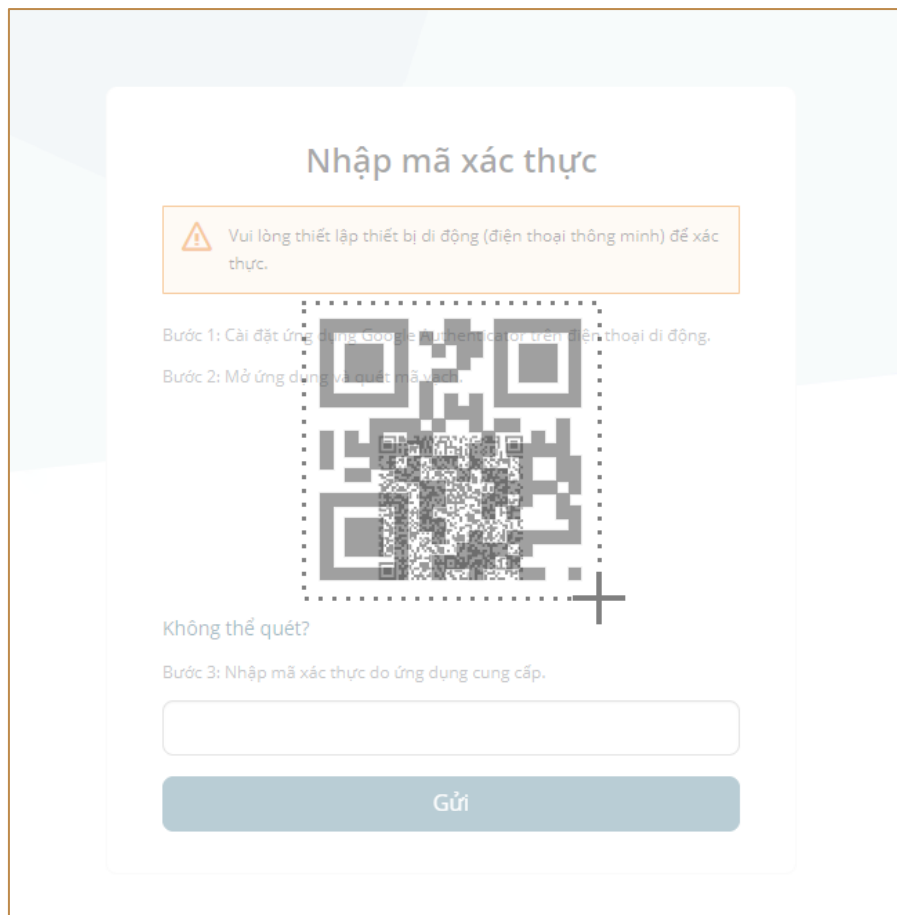 Nhập mã xác thực
Vui lòng thiết lập thiết bị di động (điện thoại thông minh) để xác
thực.
Bước 1: Cài đặt ứng dụng Google Authenticator trên điện thoại di động.
Bước 2: Mở ứng dụng và quét mã vạch.
Không thể quét?
Bước 3: Nhập mã xác thực do ứng dụng cung cấp.
Gửi